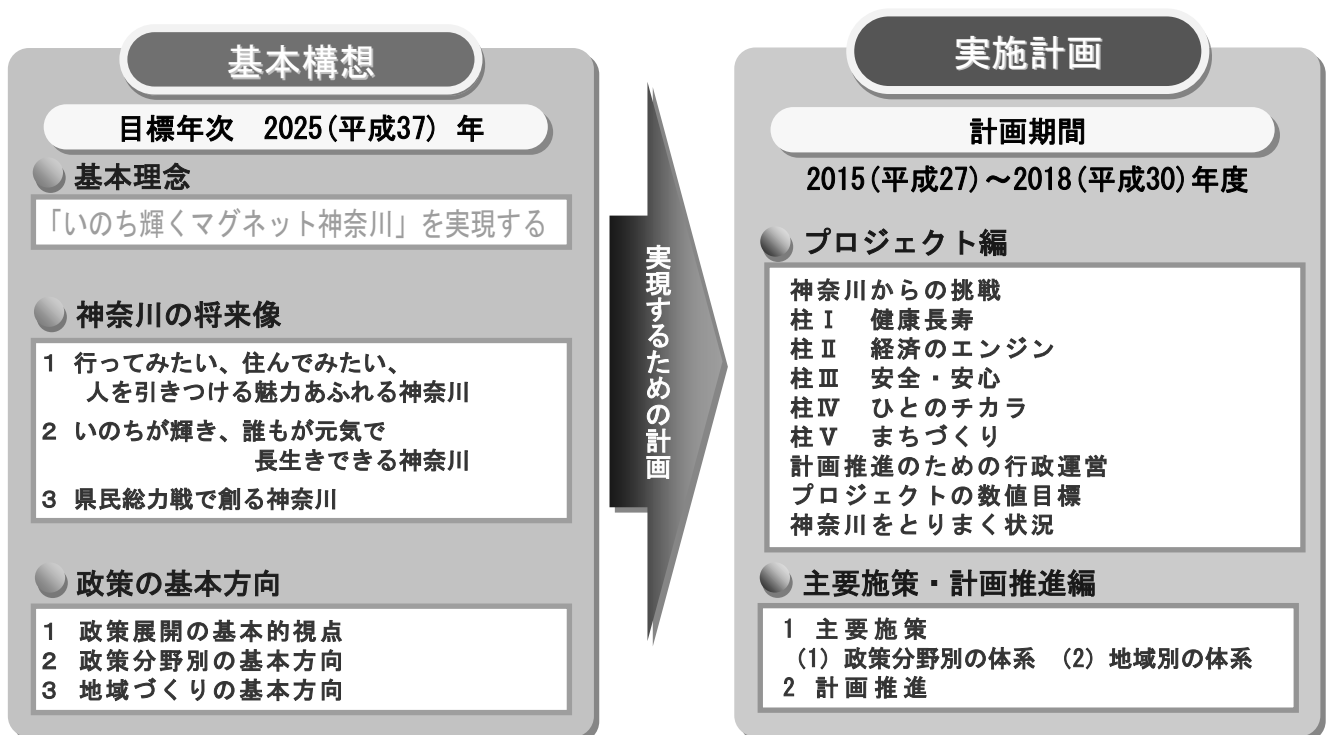 基本構想
目標年次　2025(平成37) 年
基本理念
「いのち輝くマグネット神奈川」を実現する
神奈川の将来像
1 行ってみたい、住んでみたい、
人を引きつける魅力あふれる神奈川
2 いのちが輝き、誰もが元気で
長生きできる神奈川
3 県民総力戦で創る神奈川
政策の基本方向
1 政策展開の基本的視点
2 政策分野別の基本方向
3 地域づくりの基本方向
実現するための計画
実施計画
計画期間
2015(平成27)～2018(平成30)年度
プロジェクト編
神奈川からの挑戦
柱Ⅰ　健康長寿
柱Ⅱ　経済のエンジン
柱Ⅲ　安全・安心
柱Ⅳ　ひとのチカラ
柱Ⅴ　まちづくり
計画推進のための行政運営
プロジェクトの数値目標
神奈川をとりまく状況
主要施策・計画推進編
1 主要施策
(1) 政策分野別の体系　(2) 地域別の体系
2 計画推進